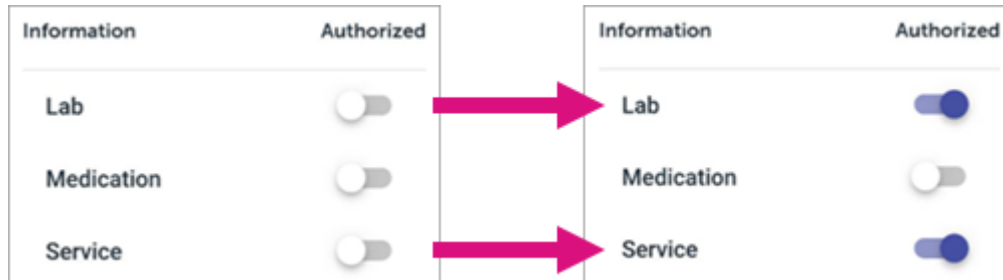 Information Authorized
Lab
Medication
Service
Information Authorized
Lab
Medication
Service